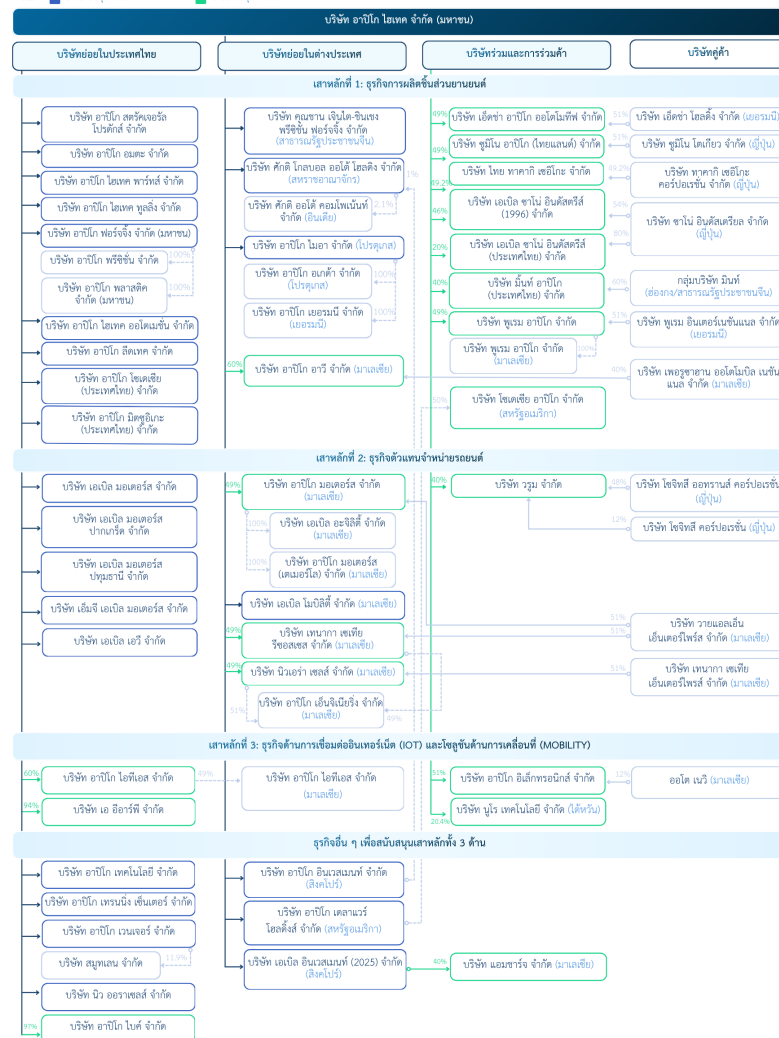 บริษัท อาปิโก ไฮเทค จำกัด (มหาชน)
บริษัทย่อยในประเทศไทย
บริษัทย่อยในต่างประเทศ
บริษัทร่วมและการร่วมค้า
บริษัทคู่ค้า
เสาหลักที่ 1: ธุรกิจการผลิตชิ้นส่วนยานยนต์
บริษัท อาปิโก สตรัคเจอรัล
โปรดักส์ จำกัด
บริษัท อาปิโก อมตะ จำกัด
บริษัท อาปิโก ไฮเทค พาร์ทส์ จำกัด
บริษัท อาปิโก ไฮเทค ทูลลิ่ง จำกัด
บริษัท อาปิโก ฟอร์จจิ้ง จำกัด (มหาชน)
บริษัท อาปิโก พรีซิชั่น จำกัด
100%
บริษัท อาปิโก พลาสติค
จำกัด (มหาชน)
100%
บริษัท อาปิโก ไฮเทค ออโตเมชั่น จำกัด
บริษัท อาปิโก ลีดเทค จำกัด
บริษัท อาปิโก โซเดเซีย
(ประเทศไทย) จำกัด
บริษัท อาปิโก มิตซูอิเกะ
(ประเทศไทย) จำกัด
บริษัท คุณชาน เจินไต-ชินเชง
พรีซิชั่น ฟอร์จจิ้ง จำกัด
(สาธารณรัฐประชาชนจีน)
บริษัท ศักติ โกลบอล ออโต้ โฮลดิง จำกัด
(สหราชอาณาจักร)
1%
บริษัท ศักติ ออโต้ คอมโพเน้นท์
จำกัด (อินเดีย)
2.1%
บริษัท อาปิโก ไมอา จำกัด (โปรตุเกส)
บริษัท อาปิโก อเกด้า จำกัด
(โปรตุเกส)
100%
บริษัท อาปิโก เยอรมนี จำกัด
(เยอรมนี)
100%
60%
บริษัท อาปิโก อาวี จำกัด (มาเลเซีย)
49%
บริษัท เอ็ดช่า อาปิโก ออโตโมทีฟ จำกัด
51%
บริษัท เอ็ดช่า โฮลดิ้ง จำกัด (เยอรมนี)
49%
บริษัท ซูมิโน อาปิโก (ไทยแลนด์) จำกัด
51%
บริษัท ซูมิโน โตเกียว จำกัด (ญี่ปุ่น)
49.2%
บริษัท ไทย ทาคากิ เซอิโกะ จำกัด
49.2%
บริษัท ทาคากิ เซอิโกะ
คอร์ปอเรชั่น จำกัด (ญี่ปุ่น)
46%
บริษัท เอเบิล ซาโน่ อินดัสตรีส์
(1996) จำกัด
54%
บริษัท ซาโน่ อินดัสเตรียล จำกัด
(ญี่ปุ่น)
20%
บริษัท เอเบิล ซาโน่ อินดัสตรีส์
(ประเทศไทย) จำกัด
80%
40%
บริษัท มิ้นท์ อาปิโก
(ประเทศไทย) จำกัด
60%
กลุ่มบริษัท มินท์
(ฮ่องกง/สาธารณรัฐประชาชนจีน)
49%
บริษัท พูเรม อาปิโก จำกัด
51%
บริษัท พูเรม อินเตอร์เนชันแนล จำกัด
(เยอรมนี)
บริษัท พูเรม อาปิโก จำกัด
(มาเลเซีย)
100%
40%
บริษัท เพอรูซาฮาน ออโตโมบิล เนชัน
แนล จำกัด (มาเลเซีย)
50%
บริษัท โซเดเซีย อาปิโก จำกัด
(สหรัฐอเมริกา)
เสาหลักที่ 2: ธุรกิจตัวแทนจำหน่ายรถยนต์
บริษัท เอเบิล มอเตอร์ส จำกัด
บริษัท เอเบิล มอเตอร์ส
ปากเกร็ด จำกัด
บริษัท เอเบิล มอเตอร์ส
ปทุมธานี จำกัด
บริษัท เอ็มจี เอเบิล มอเตอร์ส จำกัด
บริษัท เอเบิล เอวี จำกัด
49%
บริษัท อาปิโก มอเตอร์ส จำกัด
(มาเลเซีย)
100%
บริษัท เอเบิล อะจิลิตี้ จำกัด
(มาเลเซีย)
100%
บริษัท อาปิโก มอเตอร์ส
(เตเมอร์โล) จำกัด (มาเลเซีย)
บริษัท เอเบิล โมบิลิตี้ จำกัด (มาเลเซีย)
49%
บริษัท เทนากา เซเทีย
รีซอสเซส จำกัด (มาเลเซีย)
49%
บริษัท นิวเอร่า เซลส์ จำกัด (มาเลเซีย)
51%
บริษัท อาปิโก เอ็นจิเนียริ่ง จำกัด
(มาเลเซีย)
49%
40%
บริษัท วรูม จำกัด
48%
บริษัท โซจิทสึ ออทรานส์ คอร์ปอเรชั่น
(ญี่ปุ่น)
12%
บริษัท โซจิทสึ คอร์ปอเรชั่น (ญี่ปุ่น)
51%
51%
บริษัท วายแอลเอ็น
เอ็นเตอร์ไพร์ส จำกัด (มาเลเซีย)
51%
บริษัท เทนากา เซเทีย
เอ็นเตอร์ไพรส์ จำกัด (มาเลเซีย)
เสาหลักที่ 3: ธุรกิจด้านการเชื่อมต่ออินเทอร์เน็ต (IOT) และโซลูชันด้านการเคลื่อนที่ (MOBILITY)
60%
บริษัท อาปิโก ไอทีเอส จำกัด
49%
บริษัท อาปิโก ไอทีเอส จำกัด
(มาเลเซีย)
94%
บริษัท เอ อีอาร์พี จำกัด
51%
บริษัท อาปิโก อิเล็กทรอนิกส์ จำกัด
12%
ออโต เนวี (มาเลเซีย)
20.4%
บริษัท นูโร เทคโนโลยี จำกัด (ไต้หวัน)
ธุรกิจอื่น ๆ เพื่อสนับสนุนเสาหลักทั้ง 3 ด้าน
บริษัท อาปิโก เทคโนโลยี จำกัด
บริษัท อาปิโก เทรนนิ่ง เซ็นเตอร์ จำกัด
บริษัท อาปิโก เวนเจอร์ จำกัด
บริษัท สมูทเลน จำกัด
11.9%
บริษัท นิว ออราเซลส์ จำกัด
97%
บริษัท อาปิโก ไบค์ จำกัด
บริษัท อาปิโก อินเวสเมนท์ จำกัด
(สิงคโปร์)
บริษัท อาปิโก เดลาแวร์
โฮลดิ้งส์ จำกัด (สหรัฐอเมริกา)
บริษัท เอเบิล อินเวสเมนท์ (2025) จำกัด
(สิงคโปร์)
40%
บริษัท แอมชาร์จ จำกัด (มาเลเซีย)